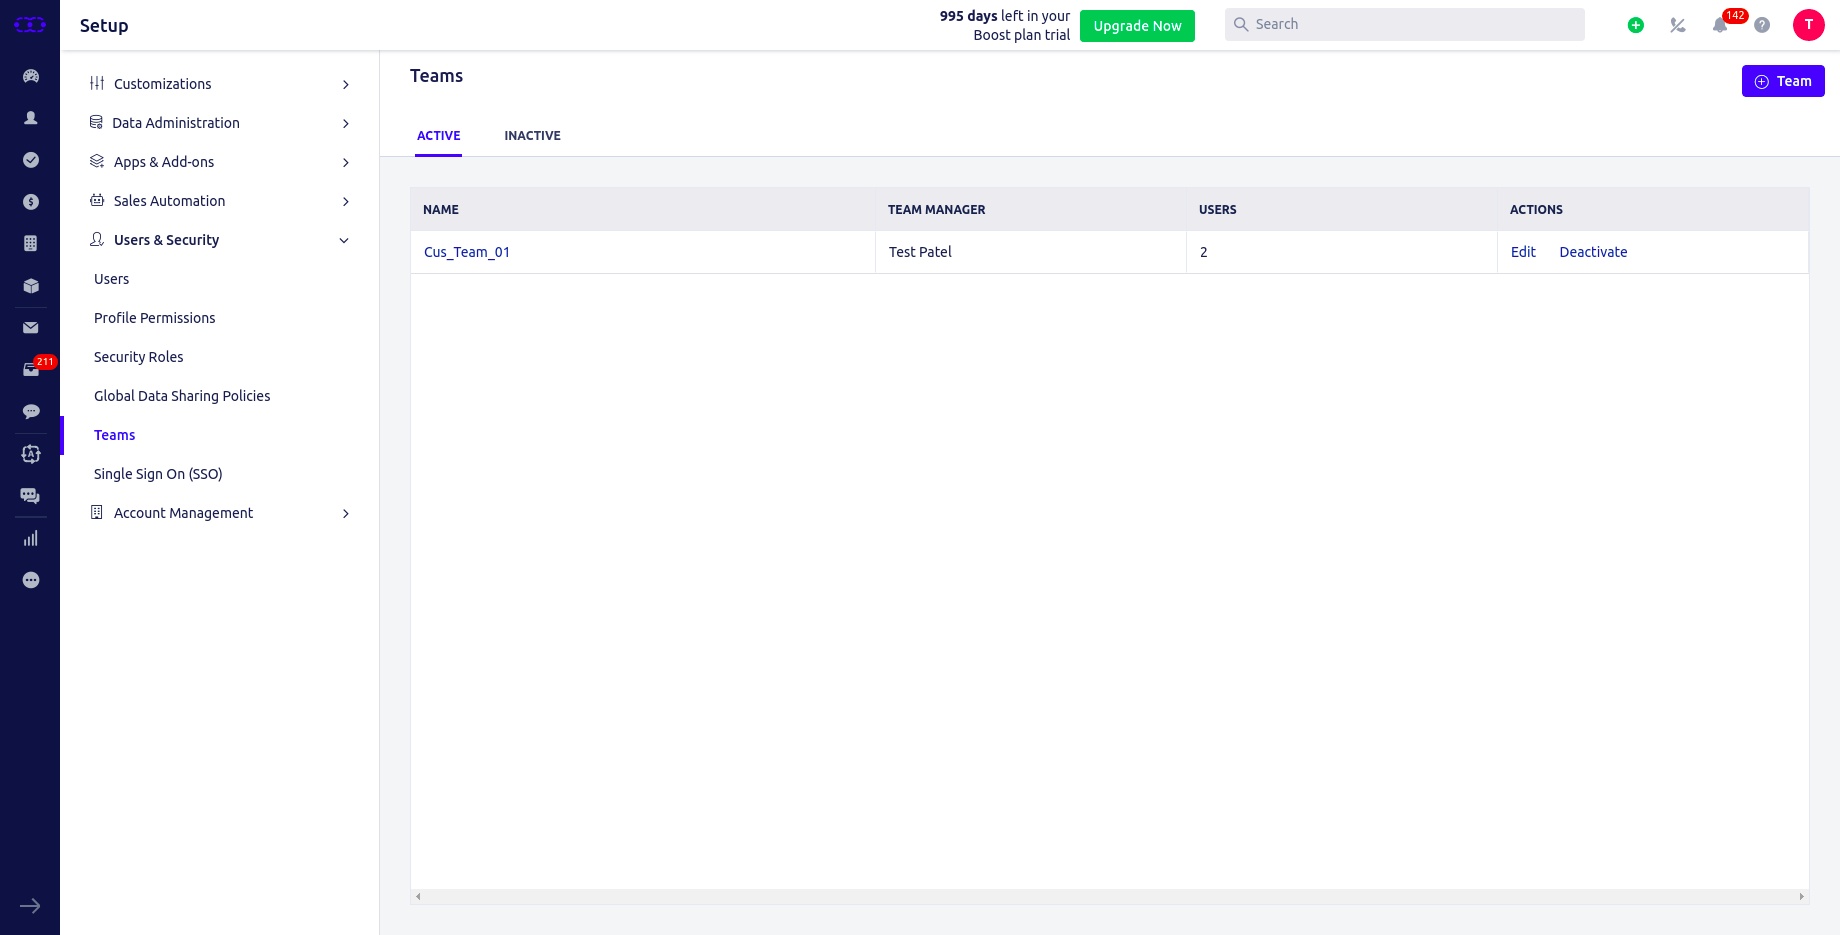 Setup
995 days left in your
Boost plan trial
Upgrade Now
Search
142
T
211
Customizations
Data Administration
Apps & Add-ons
Sales Automation
Users & Security
Users
Profile Permissions
Security Roles
Global Data Sharing Policies
Teams
Single Sign On (SSO)
Account Management
Teams
Team
ACTIVE INACTIVE
NAME TEAM MANAGER USERS ACTIONS
Cus_Team_01 Test Patel 2 Edit Deactivate